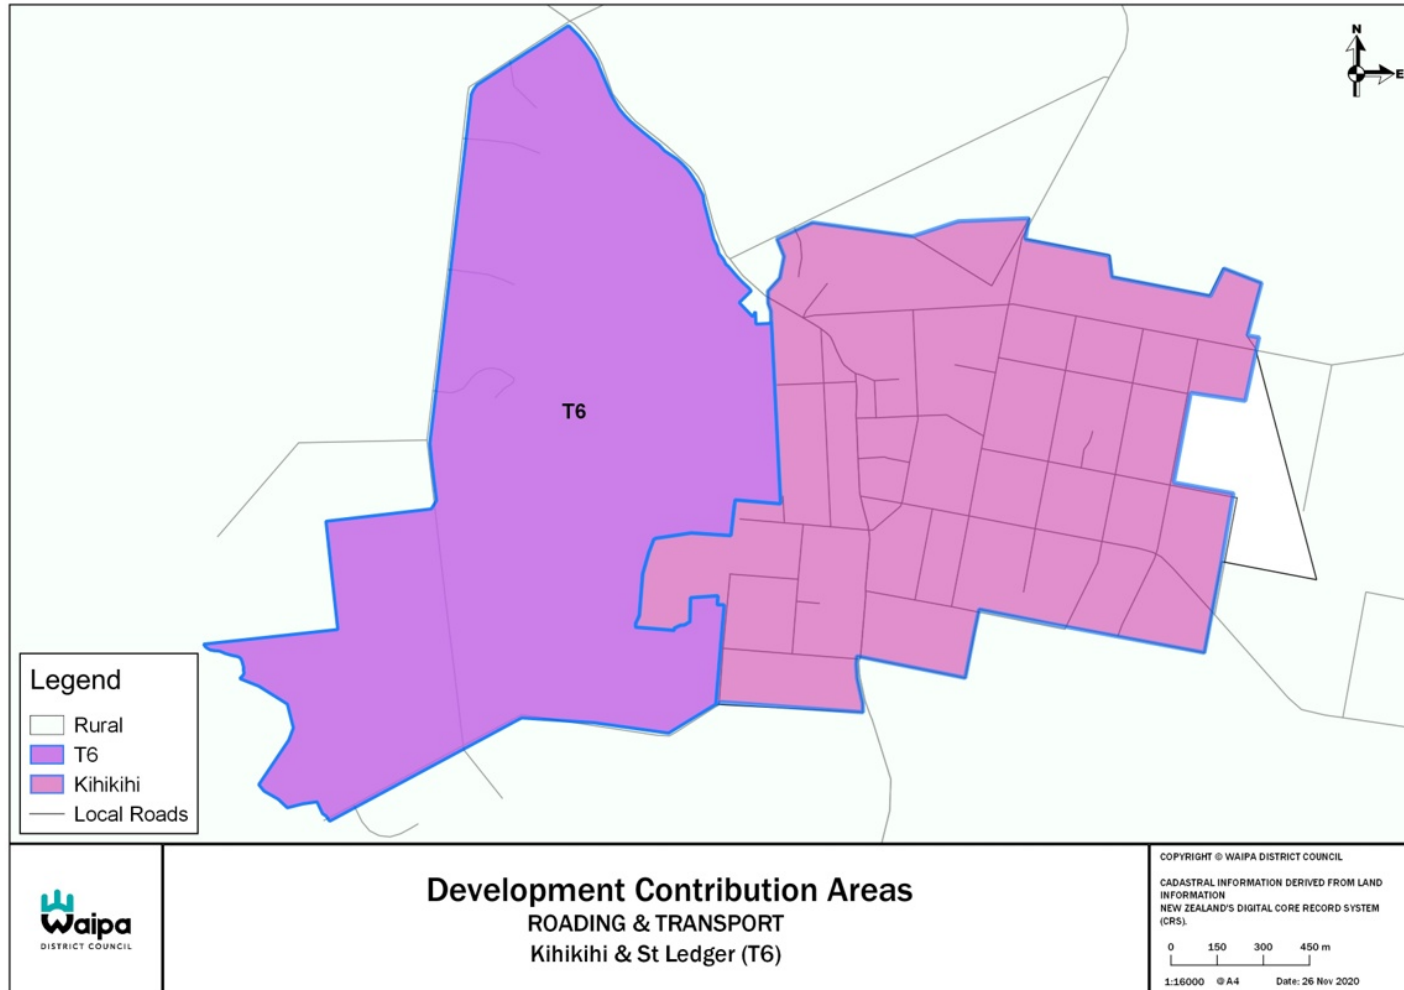 N
E
T6
Legend
Rural
T6
Kihikihi
Local Roads
Waipa
DISTRICT COUNCIL
Development Contribution Areas
ROADING & TRANSPORT
Kihikihi & St Ledger (T6)
COPYRIGHT © WAIPA DISTRICT COUNCIL
CADASTRAL INFORMATION DERIVED FROM LAND
INFORMATION
NEW ZEALAND'S DIGITAL CORE RECORD SYSTEM
(CRS).
0 150 300 450 m
1:16000 @A4 Date: 26 Nov 2020